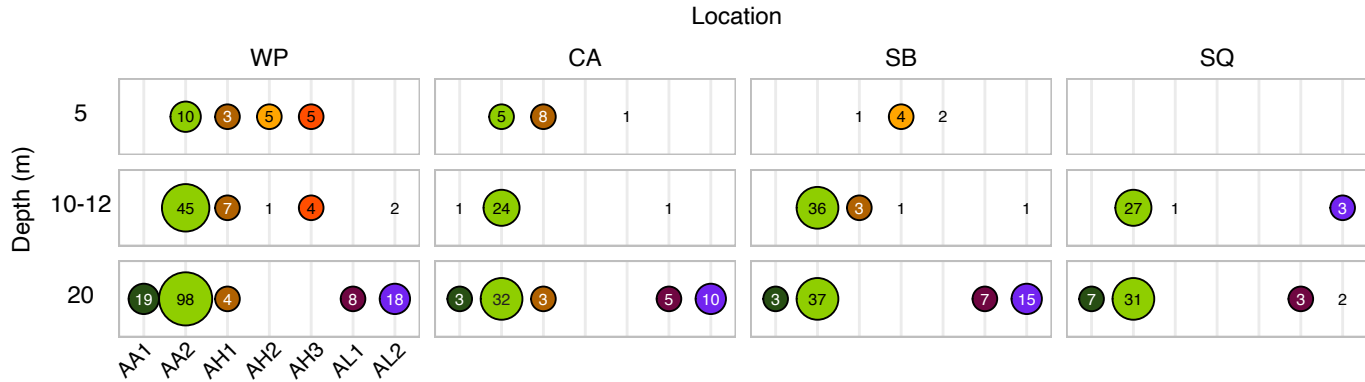 Location
WP CA SB SQ
Depth (m)
5 10 3 5 5 5 8 1 1 4 2
10-12 45 7 1 4 2 1 24 1 36 3 1 1 27 1 3
20 19 98 4 8 18 3 32 3 5 10 3 37 7 15 7 31 3 2
AA1 AA2 AH1 AH2 AH3 AL1 AL2